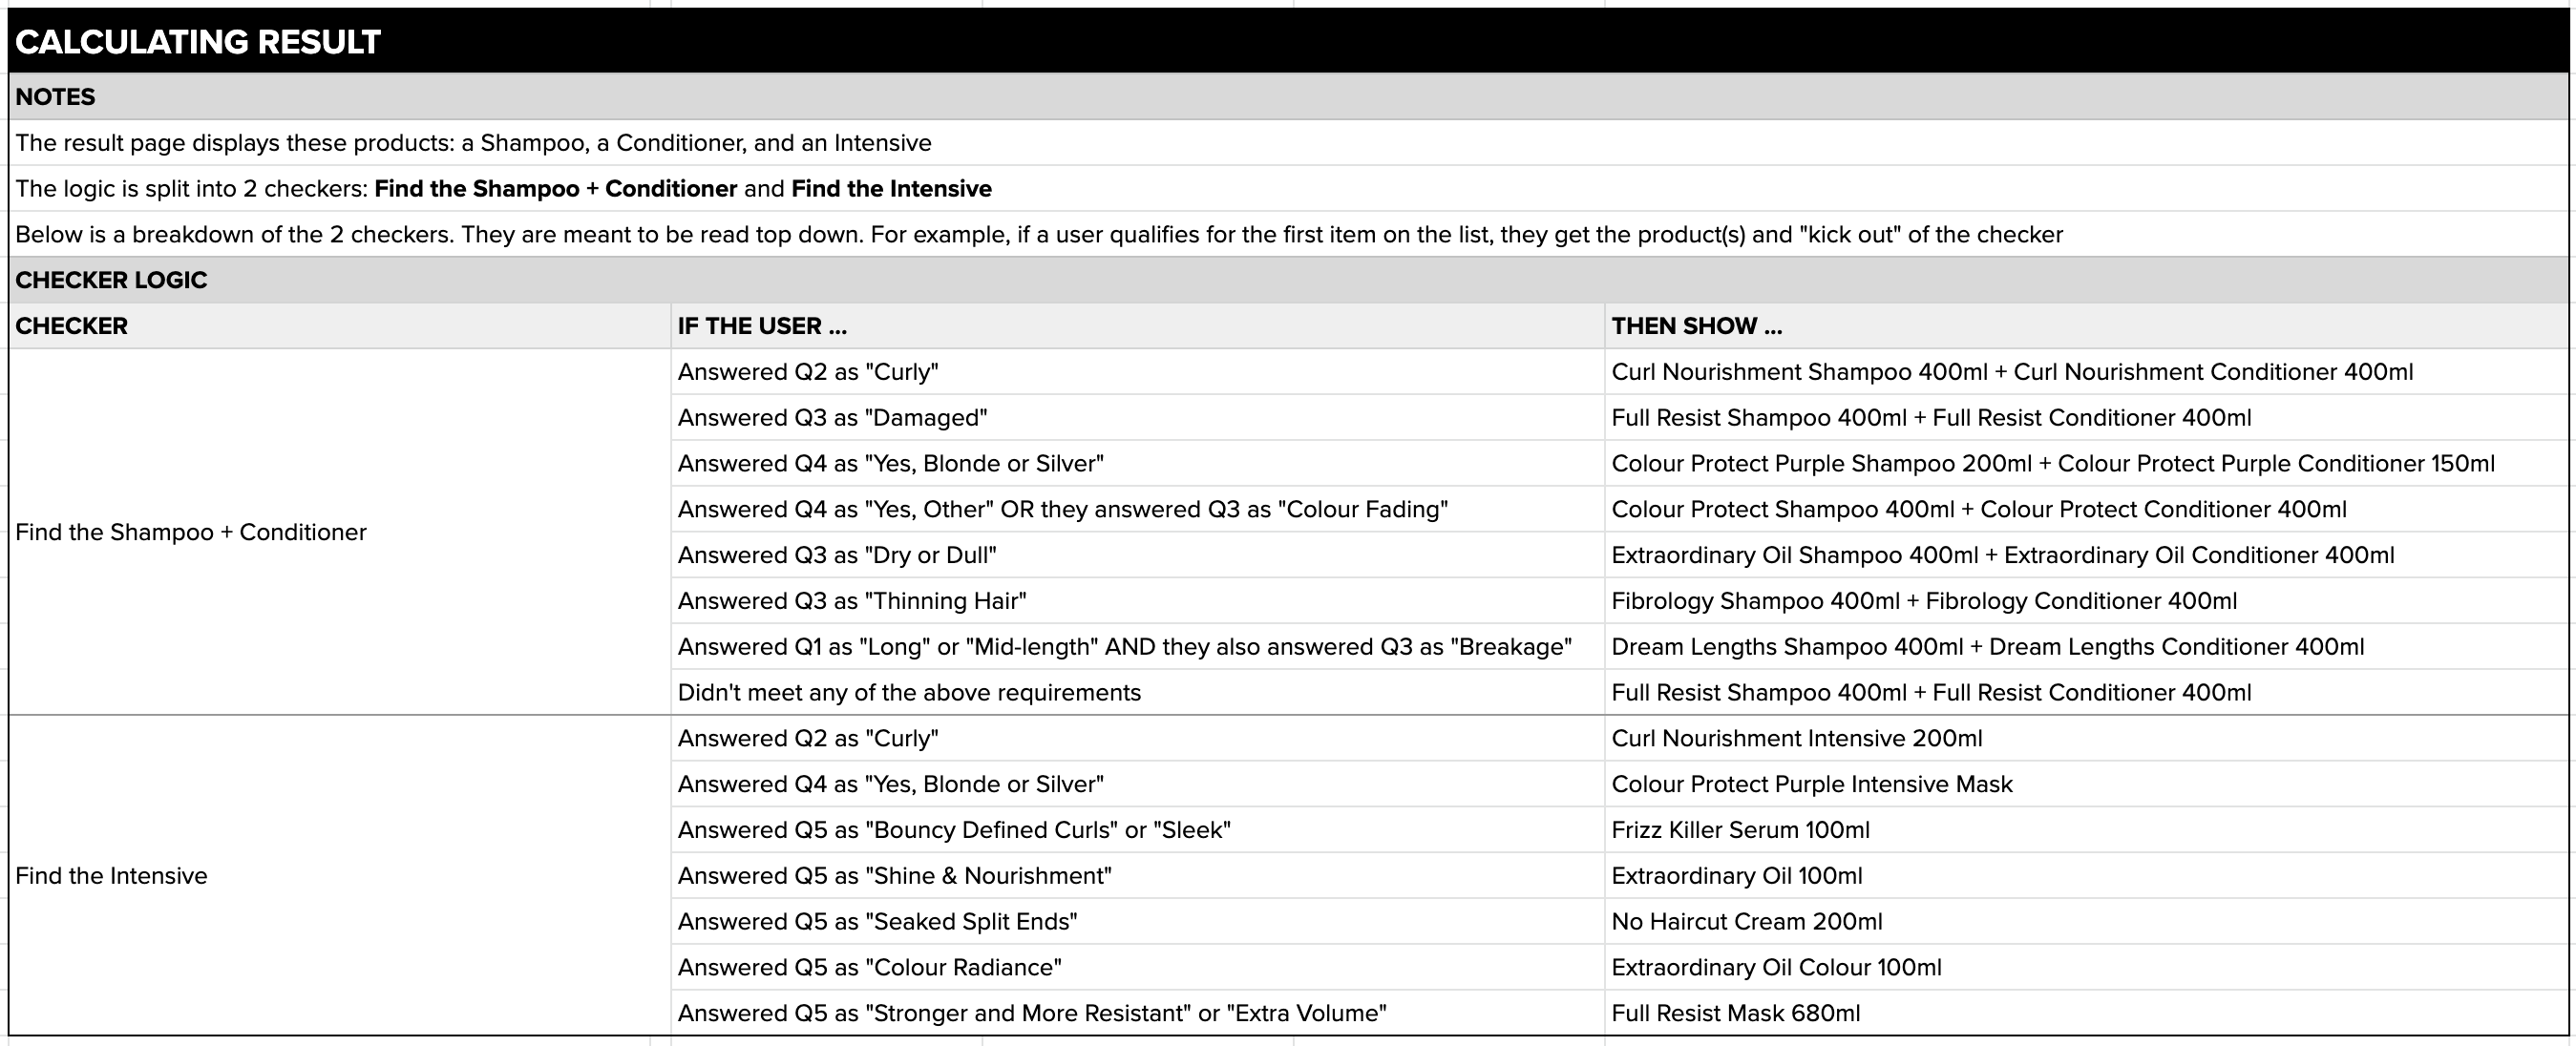 CALCULATING RESULT
NOTES
The result page displays these products: a Shampoo, a Conditioner, and an Intensive
The logic is split into 2 checkers: Find the Shampoo + Conditioner and Find the Intensive
Below is a breakdown of the 2 checkers. They are meant to be read top down. For example, if a user qualifies for the first item on the list, they get the product(s) and "kick out" of the checker
CHECKER LOGIC
CHECKER IF THE USER ... THEN SHOW ...
Find the Shampoo + Conditioner
Answered Q2 as "Curly" Curl Nourishment Shampoo 400ml + Curl Nourishment Conditioner 400ml
Answered Q3 as "Damaged" Full Resist Shampoo 400ml + Full Resist Conditioner 400ml
Answered Q4 as "Yes, Blonde or Silver" Colour Protect Purple Shampoo 200ml + Colour Protect Purple Conditioner 150ml
Answered Q4 as "Yes, Other" OR they answered Q3 as "Colour Fading" Colour Protect Shampoo 400ml + Colour Protect Conditioner 400ml
Answered Q3 as "Dry or Dull" Extraordinary Oil Shampoo 400ml + Extraordinary Oil Conditioner 400ml
Answered Q3 as "Thinning Hair" Fibrology Shampoo 400ml + Fibrology Conditioner 400ml
Answered Q1 as "Long" or "Mid-length" AND they also answered Q3 as "Breakage" Dream Lengths Shampoo 400ml + Dream Lengths Conditioner 400ml
Didn't meet any of the above requirements Full Resist Shampoo 400ml + Full Resist Conditioner 400ml
Find the Intensive
Answered Q2 as "Curly" Curl Nourishment Intensive 200ml
Answered Q4 as "Yes, Blonde or Silver" Colour Protect Purple Intensive Mask
Answered Q5 as "Bouncy Defined Curls" or "Sleek" Frizz Killer Serum 100ml
Answered Q5 as "Shine & Nourishment" Extraordinary Oil 100ml
Answered Q5 as "Seaked Split Ends" No Haircut Cream 200ml
Answered Q5 as "Colour Radiance" Extraordinary Oil Colour 100ml
Answered Q5 as "Stronger and More Resistant" or "Extra Volume" Full Resist Mask 680ml